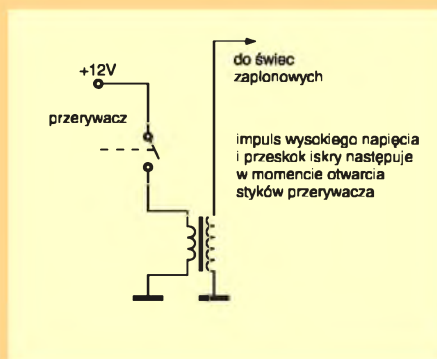 do świec
zapłonowych
+12V
przerywacz
impuls wysokiego napięcia
i przeskok iskry następuje
w momencie otwarcia
styków przerywacza